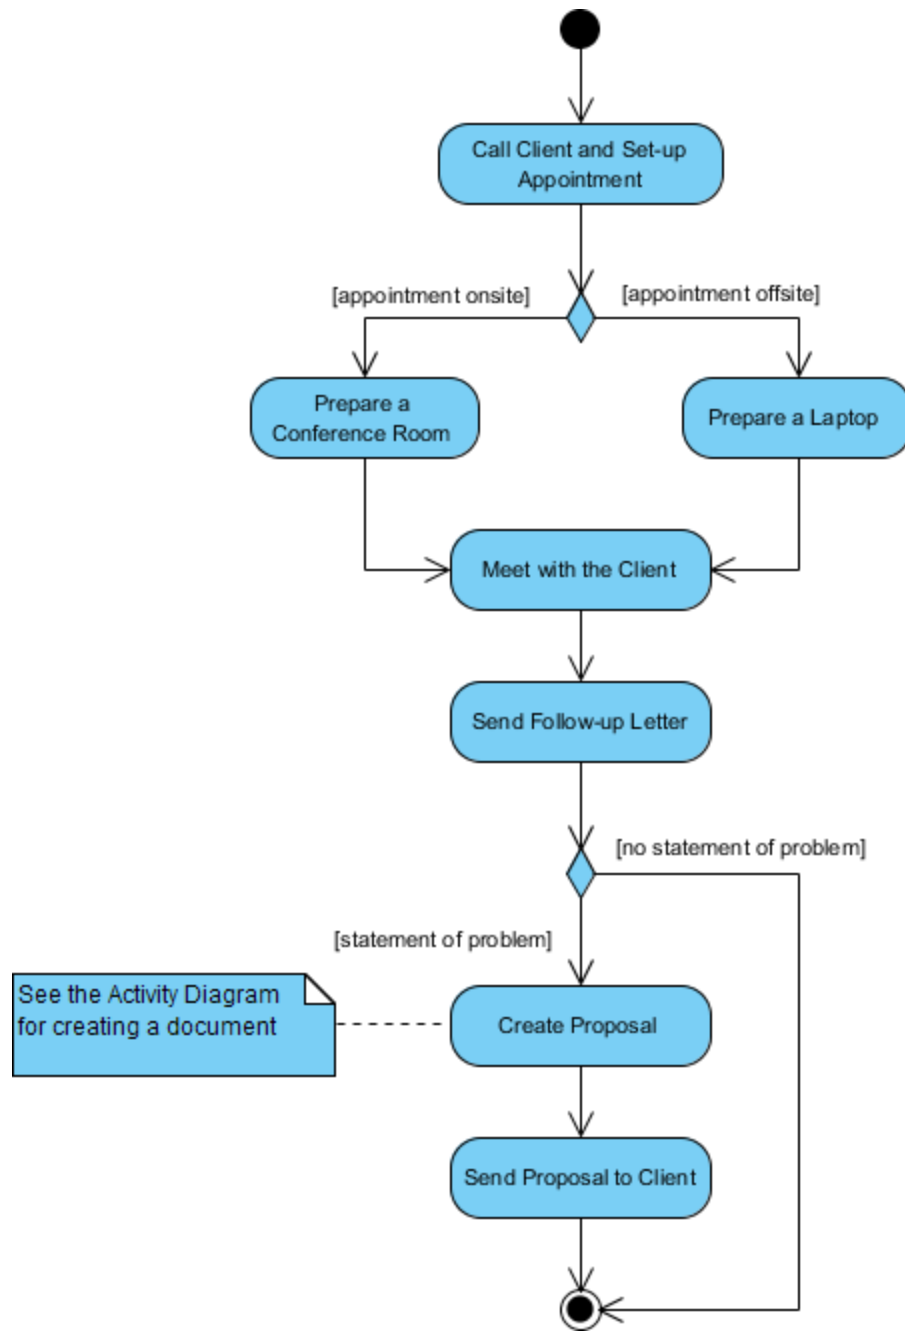 Call Client and Set-up
Appointment
[appointment onsite]
[appointment offsite]
Prepare a
Conference Room
Prepare a Laptop
Meet with the Client
Send Follow-up Letter
[no statement of problem]
[statement of problem]
See the Activity Diagram
for creating a document
Create Proposal
Send Proposal to Client